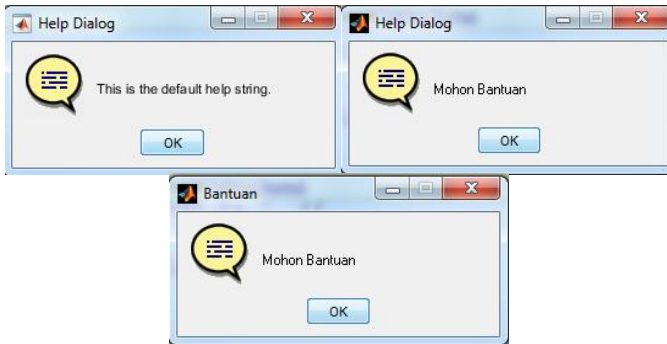 Help Dialog
This is the default help string.
OK
Help Dialog
Mohon Bantuan
OK
Bantuan
Mohon Bantuan
OK